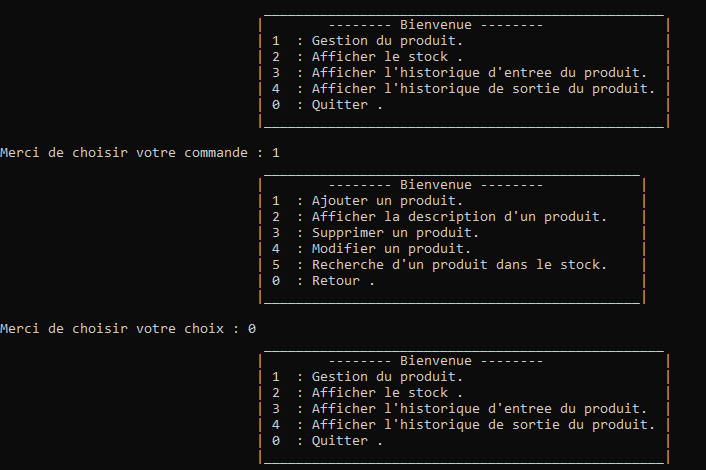 -------- Bienvenue --------
1 : Gestion du produit.
2 : Afficher le stock .
3 : Afficher l'historique d'entree du produit.
4 : Afficher l'historique de sortie du produit.
0 : Quitter .
Merci de choisir votre commande : 1
-------- Bienvenue --------
1 : Ajouter un produit.
2 : Afficher la description d'un produit.
3 : Supprimer un produit.
4 : Modifier un produit.
5 : Recherche d'un produit dans le stock.
0 : Retour .
Merci de choisir votre choix : 0
-------- Bienvenue --------
1 : Gestion du produit.
2 : Afficher le stock .
3 : Afficher l'historique d'entree du produit.
4 : Afficher l'historique de sortie du produit.
0 : Quitter .